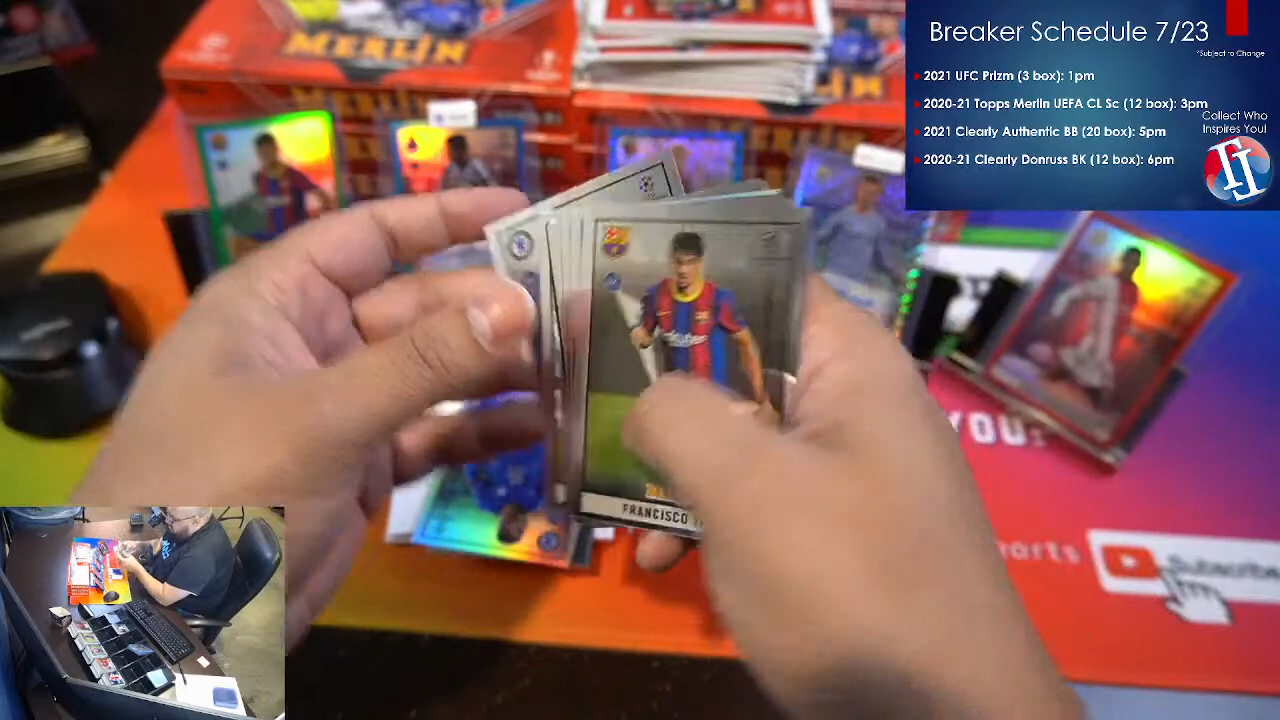 MERLIN
Breaker Schedule 7/23
*Subject to Change
2021 UFC Prizm (3 box): 1pm
2020-21 Topps Merlin UEFA CL Sc (12 box): 3pm
2021 Clearly Authentic BB (20 box): 5pm
2020-21 Clearly Donruss BK (12 box): 6pm
Collect Who
Inspires You!
YOU!
FRANCISCO
Subscribe